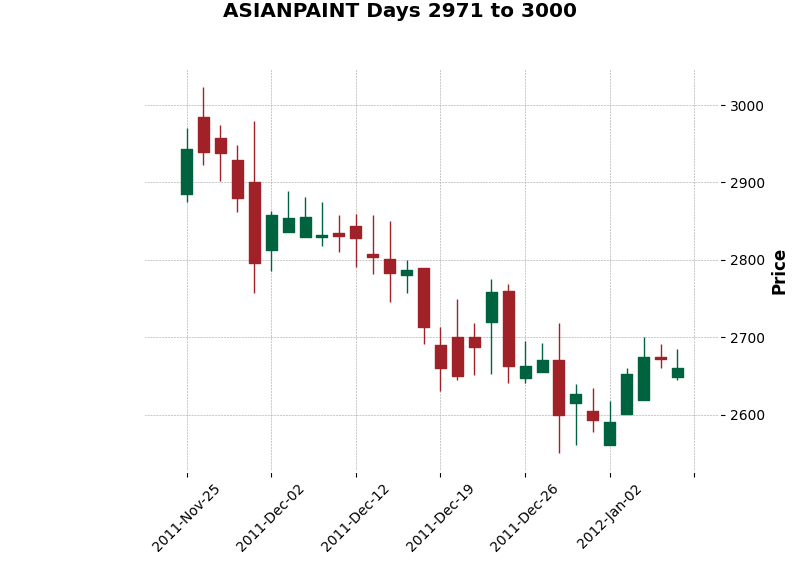 ASIANPAINT Days 2971 to 3000
3000
2900
2800
2700
2600
Price
2011-Nov-25
2011-Dec-02
2011-Dec-12
2011-Dec-19
2011-Dec-26
2012-Jan-02